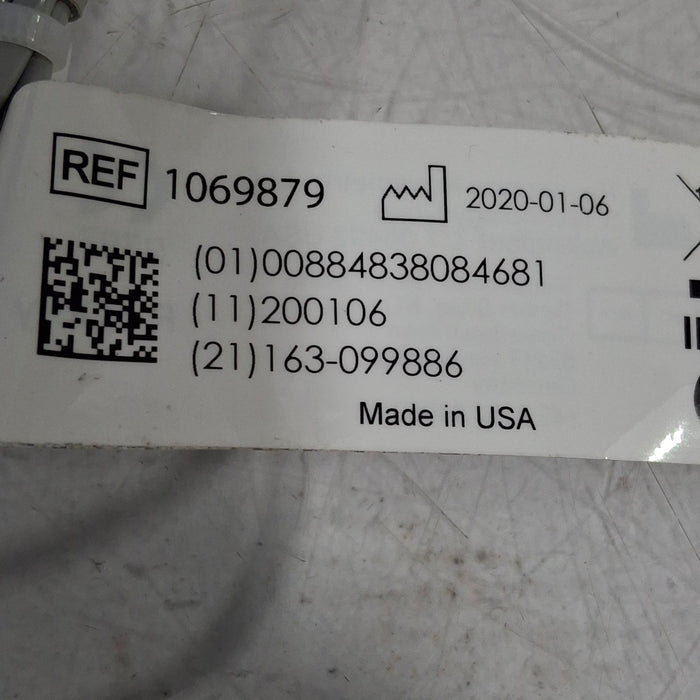 REF 1069879 2020-01-06
(01)00884838084681
(11)200106
(21)163-099886
Made in USA